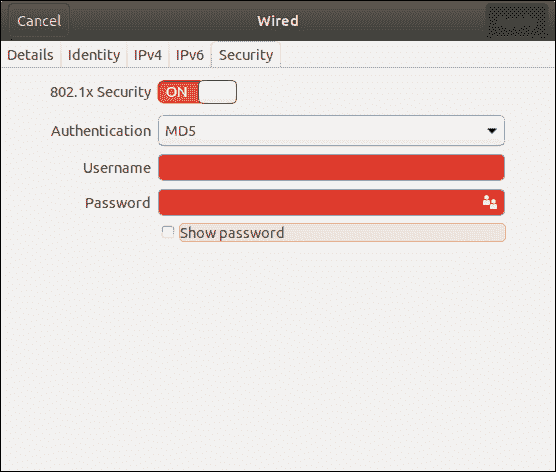 Cancel Wired
Details Identity IPv4 IPv6 Security
802.1x Security ON
Authentication MD5
Username
Password
Show password